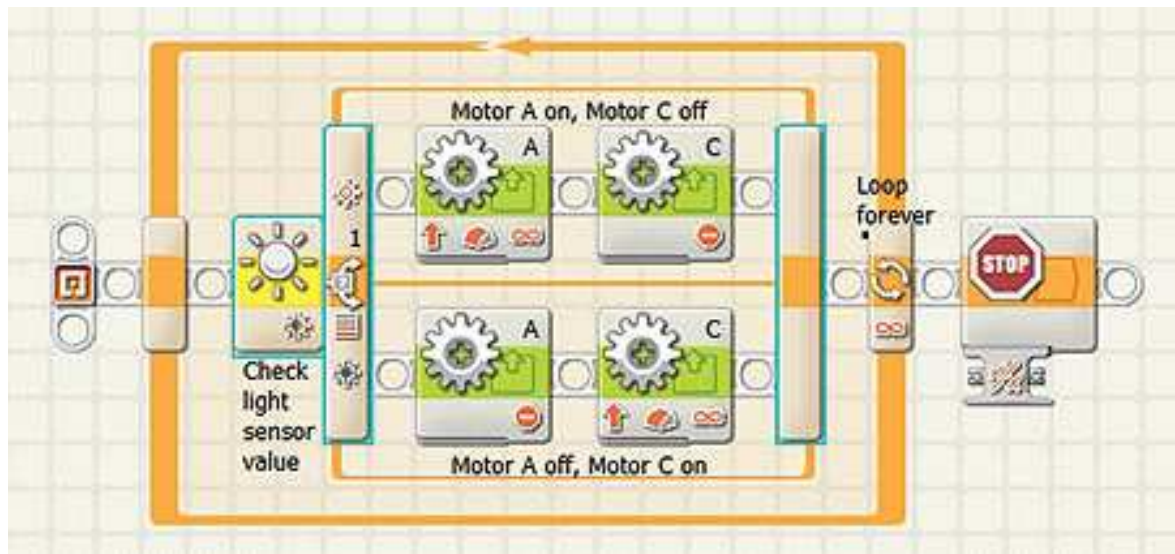 Motor A on, Motor C off
A
C
Loop
forever
1
STOP
A
C
Check
light
sensor
value
Motor A off, Motor C on